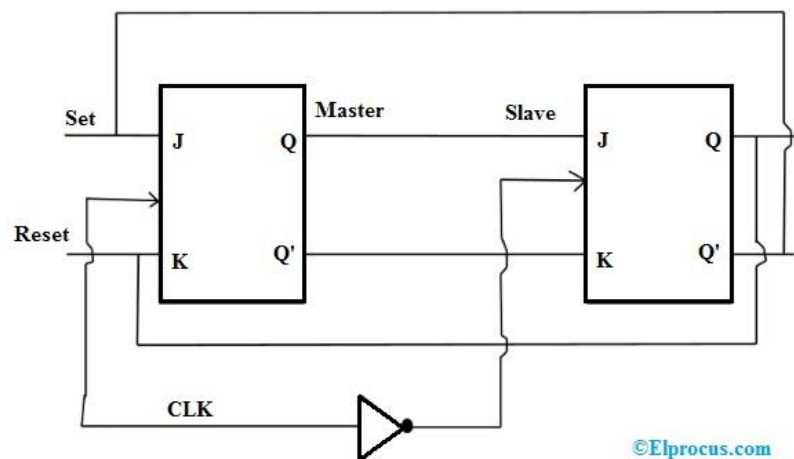 Set
Master
Slave
J
Q
J
Q
Reset
K
Q'
K
Q'
CLK
©Elprocus.com